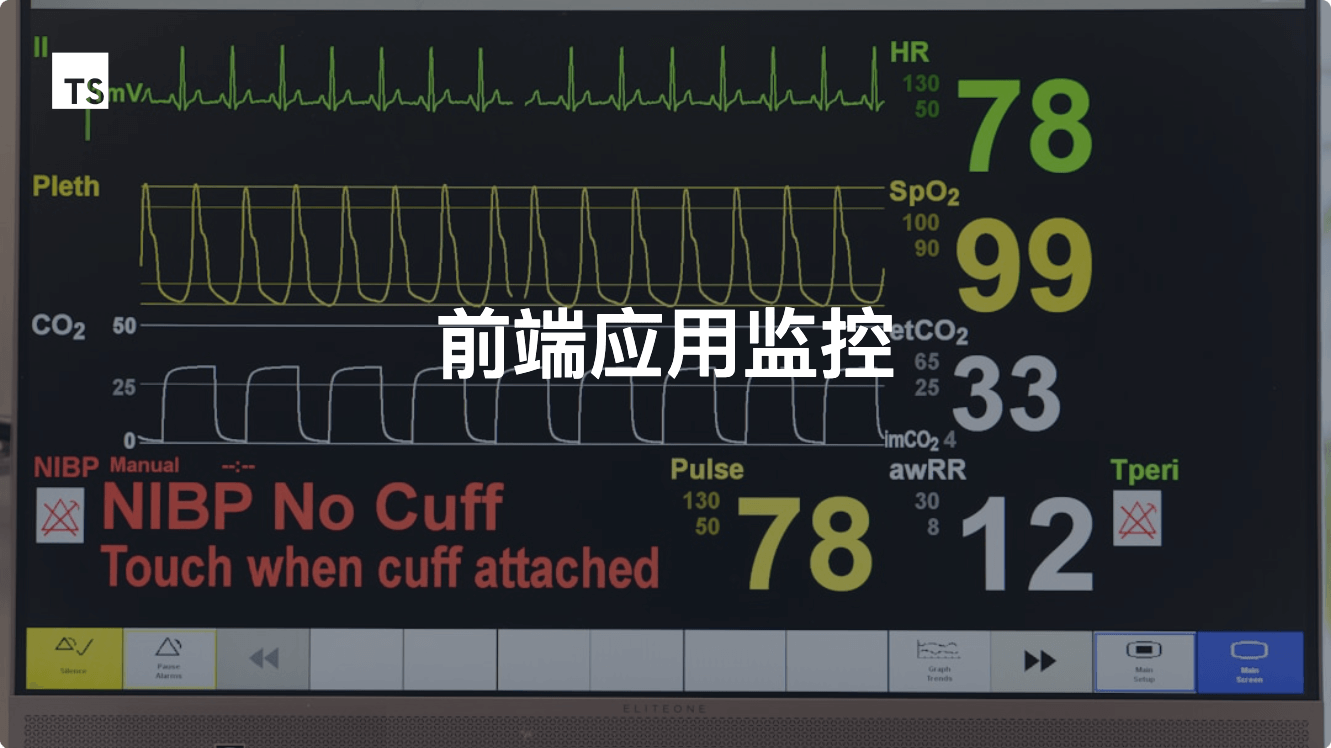 II
TS
mV
HR
130
50
78
Pleth
SpO₂
100
90
99
CO₂
50
25
0
前端应用监控
etCO₂
65
25
33
imCO₂ 4
NIBP Manual --:--
NIBP No Cuff
Touch when cuff attached
Pulse
130
50
78
awRR
30
8
12
Tperi
Silence
Pause
Alarms
Graph
Trends
Main
Setup
Main
Screen
ELITEONE